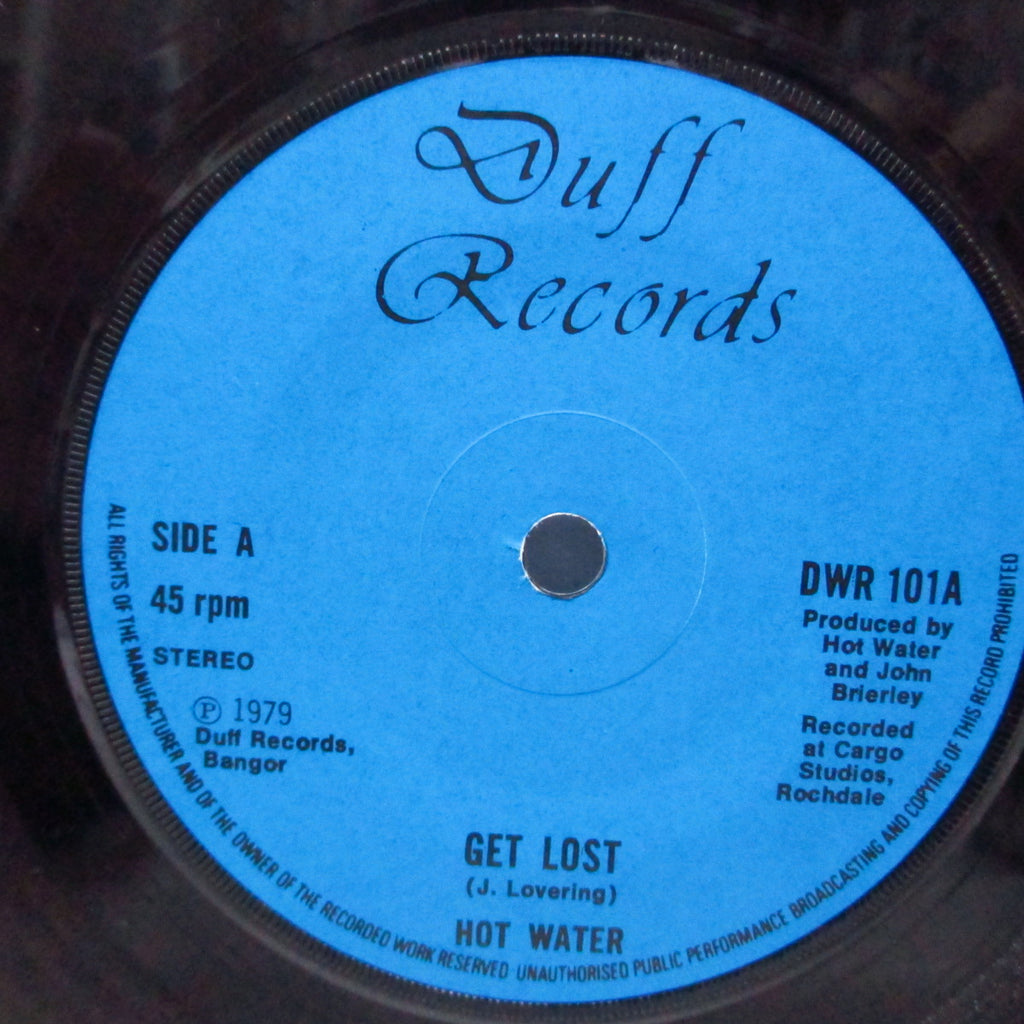 Duff
Records
SIDE A
45 rpm
STEREO
Ⓟ 1979
Duff Records,
Bangor
DWR 101A
Produced by
Hot Water
and John
Brierley
Recorded
at Cargo
Studios,
Rochdale
GET LOST
(J. Lovering)
HOT WATER
ALL RIGHTS OF THE MANUFACTURER AND OF THE OWNER OF THE RECORDED WORK RESERVED UNAUTHORISED PUBLIC PERFORMANCE BROADCASTING AND COPYING OF THIS RECORD PROHIBITED